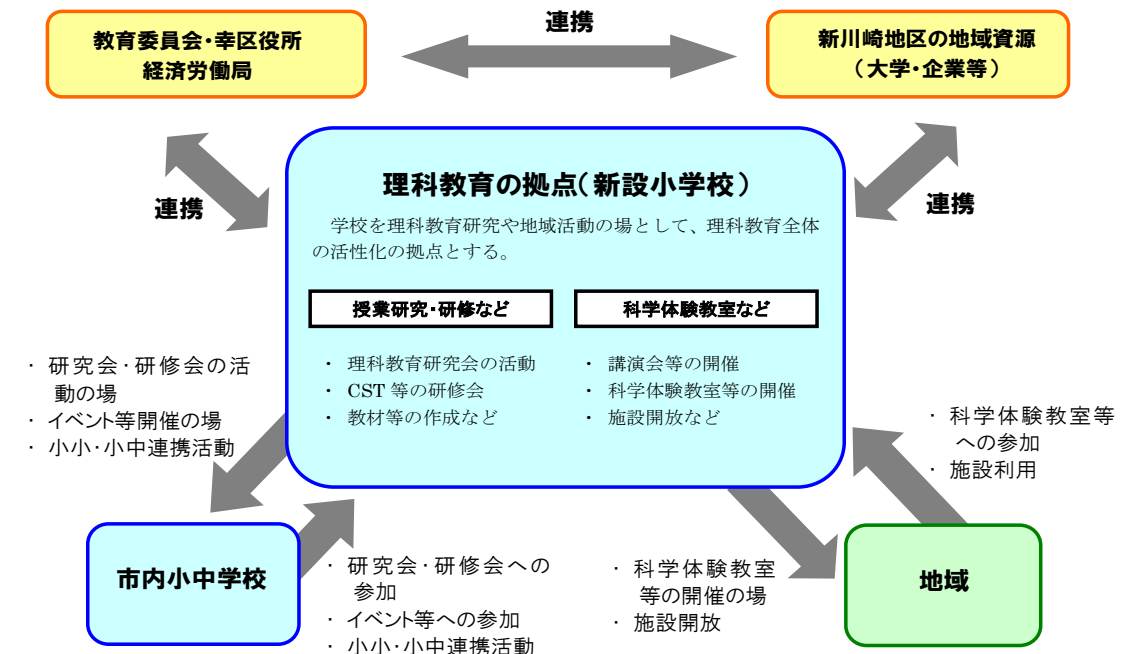 連携
教育委員会・幸区役所
経済労働局
新川崎地区の地域資源
（大学・企業等）
連携
連携
理科教育の拠点（新設小学校）
学校を理科教育研究や地域活動の場として、理科教育全体
の活性化の拠点とする。
授業研究・研修など
・ 理科教育研究会の活動
・ CST 等の研修会
・ 教材等の作成など
科学体験教室など
・ 講演会等の開催
・ 科学体験教室等の開催
・ 施設開放など
・ 研究会・研修会の活
動の場
・ イベント等開催の場
・ 小小・小中連携活動
・ 科学体験教室等
への参加
・ 施設利用
市内小中学校
・ 研究会・研修会への
参加
・ イベント等への参加
・ 小小・小中連携活動
・ 科学体験教室
等の開催の場
・ 施設開放
地域